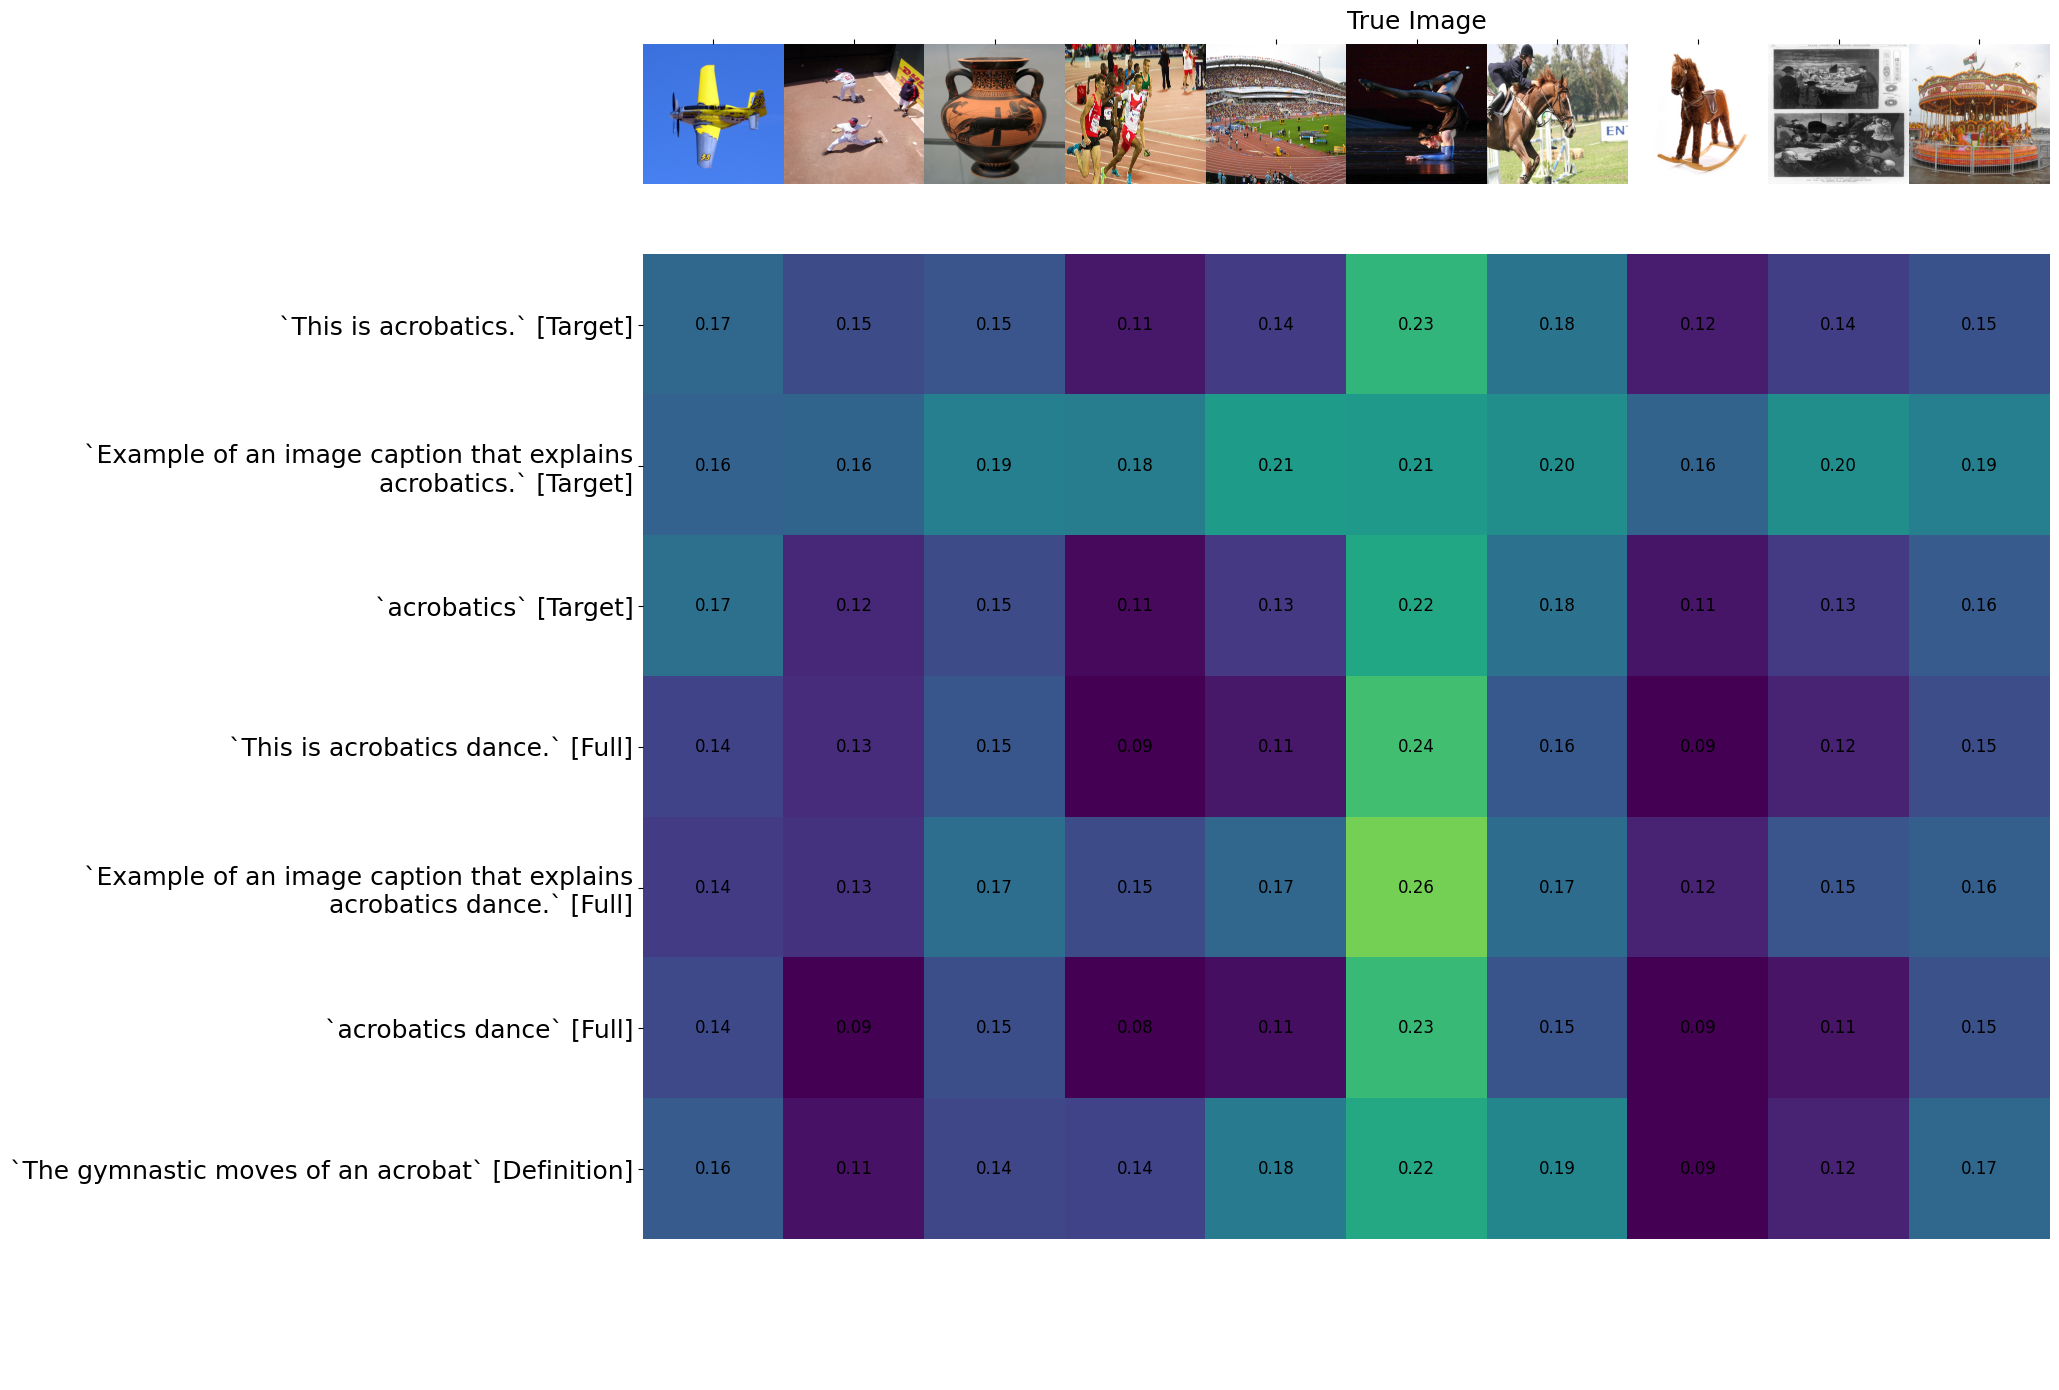 True Image
DHL
ENT
`This is acrobatics.` [Target]
0.17 0.15 0.15 0.11 0.14 0.23 0.18 0.12 0.14 0.15
`Example of an image caption that explains
acrobatics.` [Target]
0.16 0.16 0.19 0.18 0.21 0.21 0.20 0.16 0.20 0.19
`acrobatics` [Target]
0.17 0.12 0.15 0.11 0.13 0.22 0.18 0.11 0.13 0.16
`This is acrobatics dance.` [Full]
0.14 0.13 0.15 0.09 0.11 0.24 0.16 0.09 0.12 0.15
`Example of an image caption that explains
acrobatics dance.` [Full]
0.14 0.13 0.17 0.15 0.17 0.26 0.17 0.12 0.15 0.16
`acrobatics dance` [Full]
0.14 0.09 0.15 0.08 0.11 0.23 0.15 0.09 0.11 0.15
`The gymnastic moves of an acrobat` [Definition]
0.16 0.11 0.14 0.14 0.18 0.22 0.19 0.09 0.12 0.17